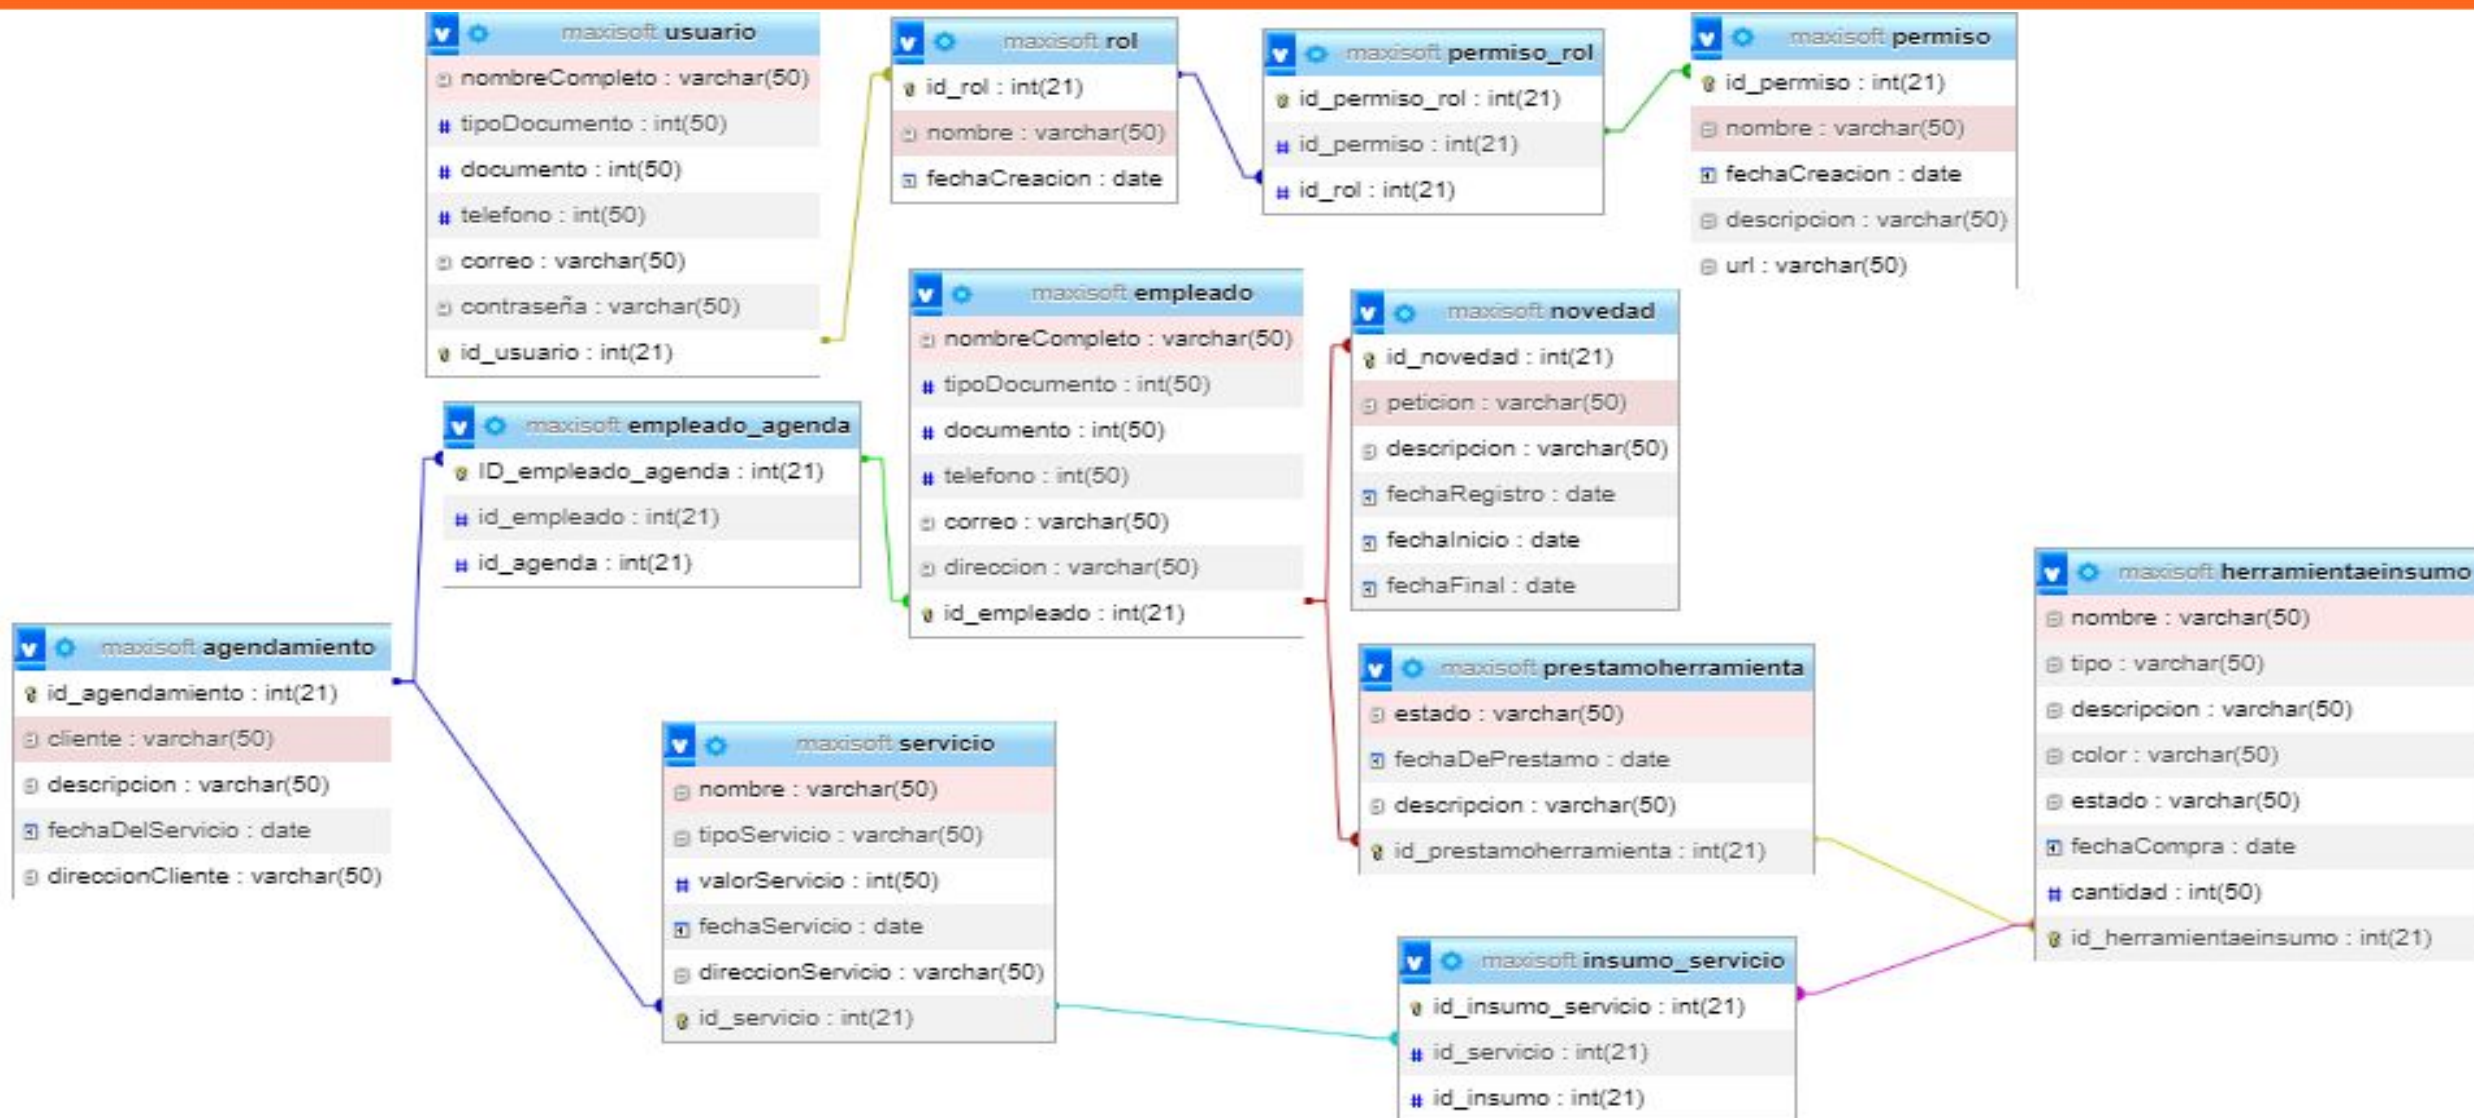 maxisoft usuario
nombreCompleto : varchar(50)
# tipoDocumento : int(50)
# documento : int(50)
# telefono : int(50)
correo : varchar(50)
contraseña : varchar(50)
id_usuario : int(21)
maxisoft rol
id_rol : int(21)
nombre : varchar(50)
fechaCreacion : date
maxisoft permiso_rol
id_permiso_rol : int(21)
# id_permiso : int(21)
# id_rol : int(21)
maxisoft permiso
id_permiso : int(21)
nombre : varchar(50)
fechaCreacion : date
descripcion : varchar(50)
url : varchar(50)
maxisoft empleado_agenda
ID_empleado_agenda : int(21)
# id_empleado : int(21)
# id_agenda : int(21)
maxisoft empleado
nombreCompleto : varchar(50)
# tipoDocumento : int(50)
# documento : int(50)
# telefono : int(50)
correo : varchar(50)
direccion : varchar(50)
id_empleado : int(21)
maxisoft novedad
id_novedad : int(21)
peticion : varchar(50)
descripcion : varchar(50)
fechaRegistro : date
fechaInicio : date
fechaFinal : date
maxisoft agendamiento
id_agendamiento : int(21)
cliente : varchar(50)
descripcion : varchar(50)
fechaDelServicio : date
direccionCliente : varchar(50)
maxisoft servicio
nombre : varchar(50)
tipoServicio : varchar(50)
# valorServicio : int(50)
fechaServicio : date
direccionServicio : varchar(50)
id_servicio : int(21)
maxisoft prestamoherramienta
estado : varchar(50)
fechaDePrestamo : date
descripcion : varchar(50)
id_prestamoherramienta : int(21)
maxisoft herramientaeinsumo
nombre : varchar(50)
tipo : varchar(50)
descripcion : varchar(50)
color : varchar(50)
estado : varchar(50)
fechaCompra : date
# cantidad : int(50)
id_herramientaeinsumo : int(21)
maxisoft insumo_servicio
id_insumo_servicio : int(21)
# id_servicio : int(21)
# id_insumo : int(21)